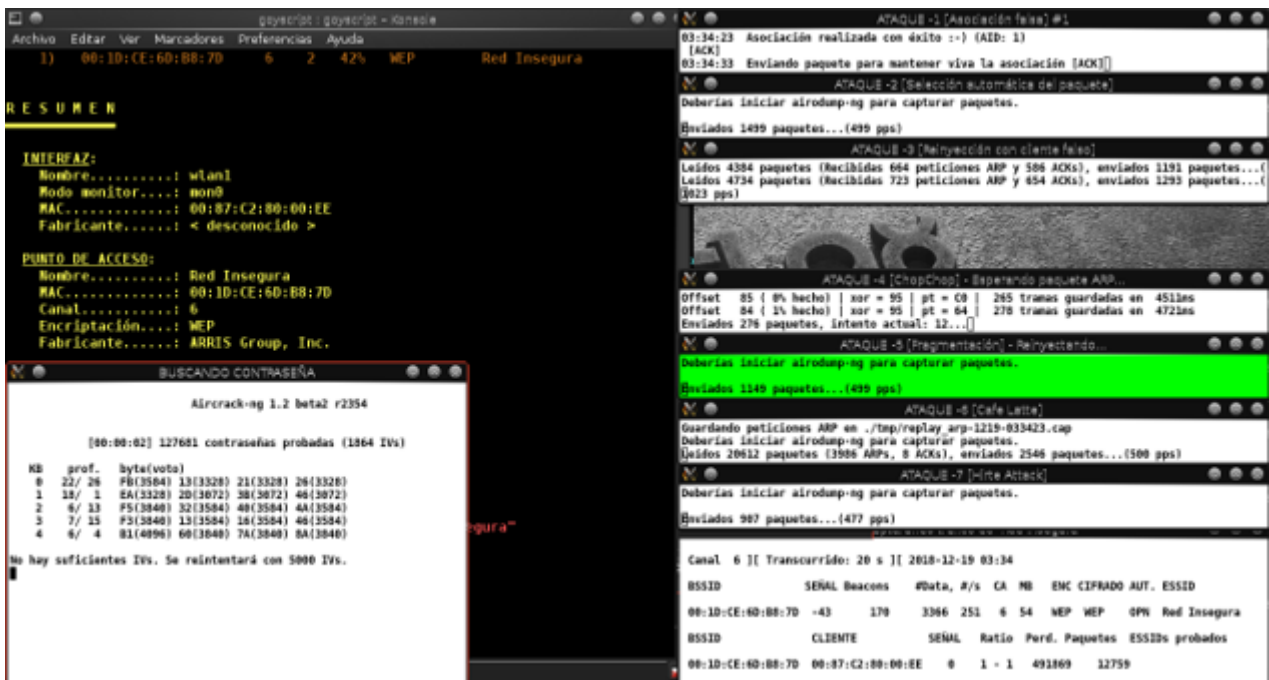 goyscript : goyscript - Konsole
Archivo Editar Ver Marcadores Preferencias Ayuda
1) 00:1D:CE:6D:B8:7D 6 2 42% WEP Red Insegura
RESUMEN
INTERFAZ:
Nombre..........: wlan1
Modo monitor....: mon0
MAC.............: 00:87:C2:80:00:EE
Fabricante......: < desconocido >
PUNTO DE ACCESO:
Nombre..........: Red Insegura
MAC.............: 00:1D:CE:6D:B8:7D
Canal...........: 6
Encriptación....: WEP
Fabricante......: ARRIS Group, Inc.
egura"
BUSCANDO CONTRASEÑA
Aircrack-ng 1.2 beta2 r2354
[00:00:02] 127681 contraseñas probadas (1864 IVs)
KB prof. byte(voto)
0 22/ 26 FB(3584) 13(3328) 21(3328) 26(3328)
1 18/ 1 EA(3328) 2D(3072) 3B(3072) 46(3072)
2 6/ 13 F5(3840) 32(3584) 40(3584) 4A(3584)
3 7/ 15 F3(3840) 13(3584) 16(3584) 46(3584)
4 6/ 4 B1(4096) 60(3840) 7A(3840) 8A(3840)
No hay suficientes IVs. Se reintentará con 5000 IVs.
ATAQUE -1 [Asociación falsa] #1
03:34:23 Asociación realizada con éxito :-) (AID: 1)
[ACK]
03:34:33 Enviando paquete para mantener viva la asociación [ACK]
ATAQUE -2 [Selección automática del paquete]
Deberías iniciar airodump-ng para capturar paquetes.
Enviados 1499 paquetes...(499 pps)
ATAQUE -3 [Reinyección con cliente falso]
Leídos 4384 paquetes (Recibidas 664 peticiones ARP y 586 ACKs), enviados 1191 paquetes...(
Leídos 4734 paquetes (Recibidas 723 peticiones ARP y 654 ACKs), enviados 1293 paquetes...(
1023 pps)
ATAQUE -4 [ChopChop] - Esperando paquete ARP...
Offset 85 ( 0% hecho) | xor = 95 | pt = C0 | 265 tramas guardadas en 4511ms
Offset 84 ( 1% hecho) | xor = 95 | pt = 64 | 278 tramas guardadas en 4721ms
Enviados 276 paquetes, intento actual: 12...
ATAQUE -5 [Fragmentación] - Reinyectando...
Deberías iniciar airodump-ng para capturar paquetes.
Enviados 1149 paquetes...(499 pps)
ATAQUE -6 [Cafe Latte]
Guardando peticiones ARP en ./tmp/replay_arp-1219-033423.cap
Deberías iniciar airodump-ng para capturar paquetes.
Leídos 20612 paquetes (3986 ARPs, 8 ACKs), enviados 2546 paquetes...(500 pps)
ATAQUE -7 [Hirte Attack]
Deberías iniciar airodump-ng para capturar paquetes.
Enviados 907 paquetes...(477 pps)
Canal 6 ][ Transcurrido: 20 s ][ 2018-12-19 03:34
BSSID SEÑAL Beacons #Data, #/s CA MB ENC CIFRADO AUT. ESSID
00:1D:CE:6D:B8:7D -43 170 3366 251 6 54 WEP WEP OPN Red Insegura
BSSID CLIENTE SEÑAL Ratio Perd. Paquetes ESSIDs probados
00:1D:CE:6D:B8:7D 00:87:C2:80:00:EE 0 1 - 1 491869 12759